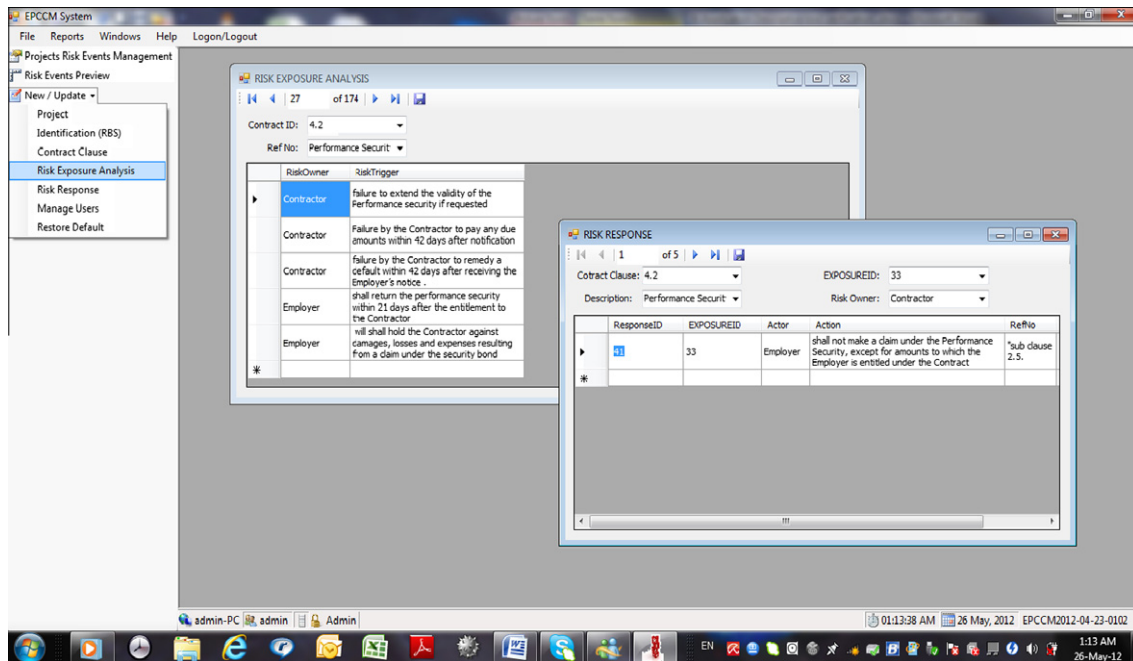 EPCCM System
File Reports Windows Help Logon/Logout
Projects Risk Events Management
Risk Events Preview
New / Update
Project
Identification (RBS)
Contract Clause
Risk Exposure Analysis
Risk Response
Manage Users
Restore Default
RISK EXPOSURE ANALYSIS
27 of 174
Contract ID: 4.2
Ref No: Performance Securit
RiskOwner RiskTrigger
Contractor
failure to extend the validity of the
Performance security if requested
Contractor
Failure by the Contractor to pay any due
amounts within 42 days after notification
Contractor
failure by the Contractor to remedy a
default within 42 days after receiving the
Employer's notice .
Employer
shall return the performance security
within 21 days after the entitlement to
the Contractor
Employer
will shall hold the Contractor against
damages, losses and expenses resulting
from a claim under the security bond
RISK RESPONSE
1 of 5
Cotract Clause: 4.2 EXPOSUREID: 33
Description: Performance Securit Risk Owner: Contractor
ResponseID EXPOSUREID Actor Action RefNo
41 33 Employer
shall not make a claim under the Performance
Security, except for amounts to which the
Employer is entitled under the Contract
"sub clause
2.5.
admin-PC admin Admin 01:13:38 AM 26 May, 2012 EPCCM2012-04-23-0102
EN 1:13 AM
26-May-12